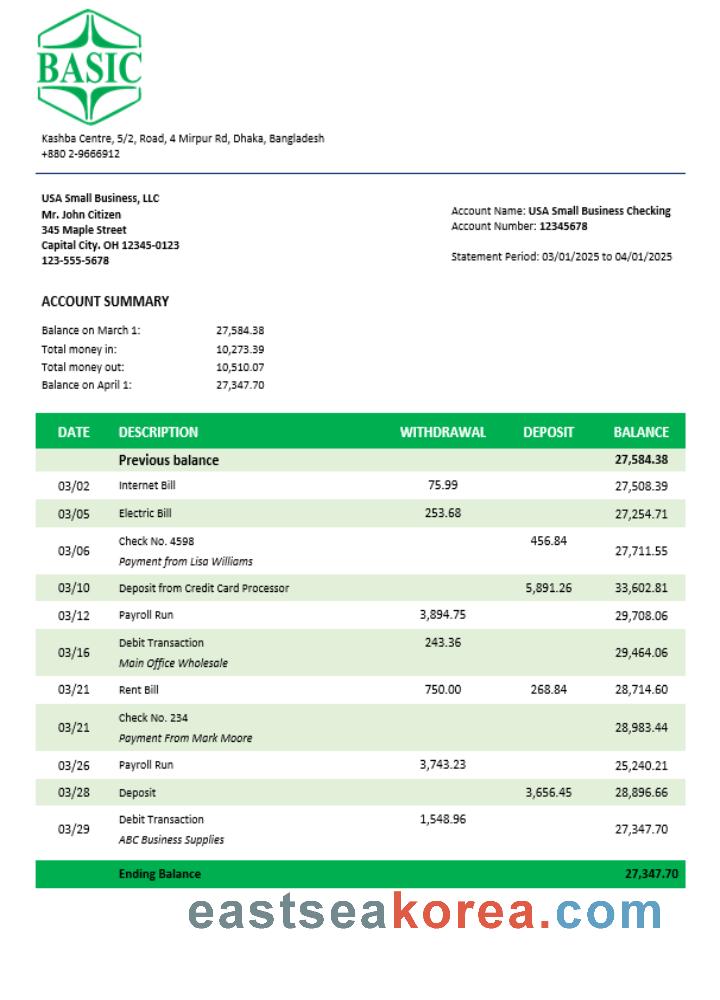 BASIC
Kashba Centre, 5/2, Road, 4 Mirpur Rd, Dhaka, Bangladesh
+880 2-9666912
USA Small Business, LLC
Mr. John Citizen
345 Maple Street
Capital City. OH 12345-0123
123-555-5678
Account Name: USA Small Business Checking
Account Number: 12345678
Statement Period: 03/01/2025 to 04/01/2025
ACCOUNT SUMMARY
Balance on March 1: 27,584.38
Total money in: 10,273.39
Total money out: 10,510.07
Balance on April 1: 27,347.70
DATE DESCRIPTION WITHDRAWAL DEPOSIT BALANCE
Previous balance 27,584.38
03/02 Internet Bill 75.99 27,508.39
03/05 Electric Bill 253.68 27,254.71
03/06 Check No. 4598 456.84 27,711.55
Payment from Lisa Williams
03/10 Deposit from Credit Card Processor 5,891.26 33,602.81
03/12 Payroll Run 3,894.75 29,708.06
03/16 Debit Transaction 243.36 29,464.06
Main Office Wholesale
03/21 Rent Bill 750.00 268.84 28,714.60
03/21 Check No. 234 28,983.44
Payment From Mark Moore
03/26 Payroll Run 3,743.23 25,240.21
03/28 Deposit 3,656.45 28,896.66
03/29 Debit Transaction 1,548.96 27,347.70
ABC Business Supplies
Ending Balance 27,347.70
eastseakorea.com